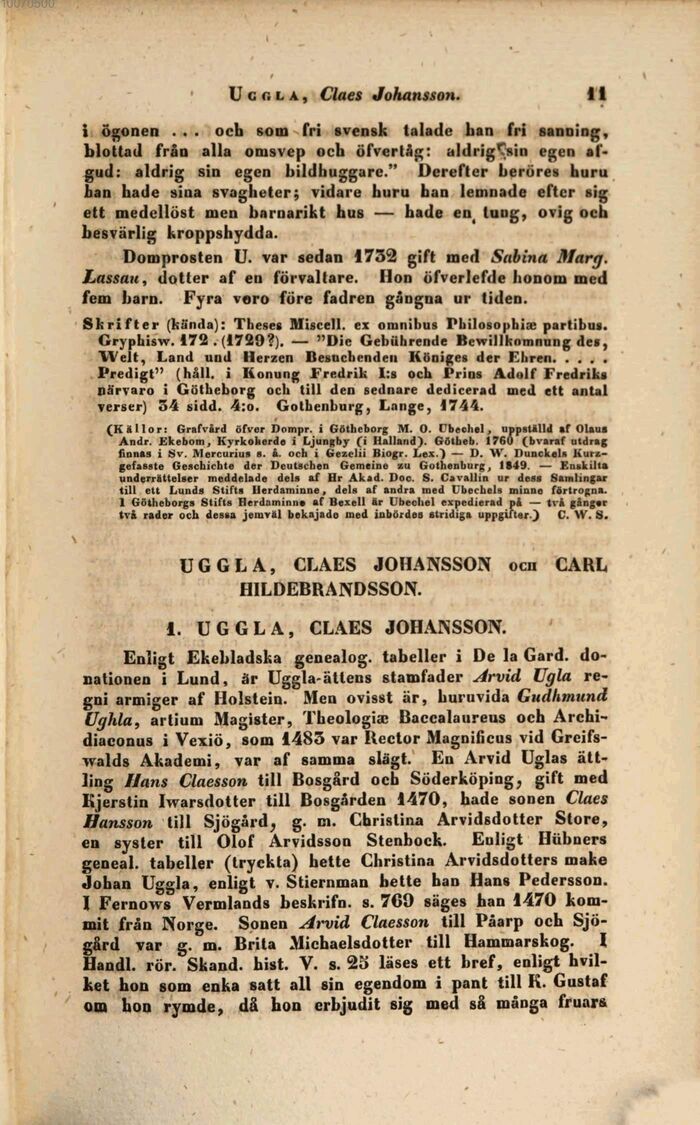 10070500
UGGLA, Claes Johansson. 11
i ögonen . . . och som fri svensk talade han fri sanning,
blottad från alla omsvep och öfvertåg: aldrig sin egen af-
gud: aldrig sin egen bildhuggare." Derefter beröres huru
han hade sina svagheter; vidare huru han lemnade efter sig
ett medellöst men barnarikt hus — hade en tung, ovig och
besvärlig kroppshydda.
Domprosten U. var sedan 1732 gift med Sabina Marg.
Lassau, dotter af en förvaltare. Hon öfverlefde honom med
fem barn. Fyra voro före fadren gångna ur tiden.
Skrifter (kända): Theses Miscell. ex omnibus Philosophiæ partibus.
Gryphisw. 172 . (1729?). — "Die Gebührende Bewillkomnung des,
Welt, Land und Herzen Besuchenden Königes der Ehren. . . . .
Predigt" (håll. i Konung Fredrik I:s och Prins Adolf Fredriks
närvaro i Götheborg och till den sednare dedicerad med ett antal
verser) 34 sidd. 4:o. Gothenburg, Lange, 1744.
(Källor: Grafvård öfver Dompr. i Götheborg M. O. Ubechel, uppställd af Olaus
Andr. Ekebom, Kyrkoherde i Ljungby (i Halland). Götheb. 1760 (hvaraf utdrag
finnas i Sv. Mercurius s. å. och i Gezelii Biogr. Lex.) — D. W. Dunckels Kurz-
gefasste Geschichte der Deutschen Gemeine zu Gothenburg, 1849. — Enskilta
underrättelser meddelade dels af Hr Akad. Doc. S. Cavallin ur dess Samlingar
till ett Lunds Stifts Herdaminne, dels af andra med Ubechels minne förtrogna.
I Götheborgs Stifts Herdaminne af Bexell är Ubechel expedierad på — två gånger
två rader och dessa jemväl bekajade med inbördes stridiga uppgifter.) C. W. S.
UGGLA, CLAES JOHANSSON OCH CARL
HILDEBRANDSSON.
1. UGGLA, CLAES JOHANSSON.
Enligt Ekebladska genealog. tabeller i De la Gard. do-
nationen i Lund, är Uggla-ättens stamfader Arvid Ugla re-
gni armiger af Holstein. Men ovisst är, huruvida Gudhmund
Ughla, artium Magister, Theologiæ Baccalaureus och Archi-
diaconus i Vexiö, som 1483 var Rector Magnificus vid Greifs-
walds Akademi, var af samma slägt. En Arvid Uglas ätt-
ling Hans Claesson till Bosgård och Söderköping, gift med
Kjerstin Iwarsdotter till Bosgården 1470, hade sonen Claes
Hansson till Sjögård, g. m. Christina Arvidsdotter Store,
en syster till Olof Arvidsson Stenbock. Enligt Hübners
geneal. tabeller (tryckta) hette Christina Arvidsdotters make
Johan Uggla, enligt v. Stiernman hette han Hans Pedersson.
I Fernows Vermlands beskrifn. s. 769 säges han 1470 kom-
mit från Norge. Sonen Arvid Claesson till Påarp och Sjö-
gård var g. m. Brita Michaelsdotter till Hammarskog. I
Handl. rör. Skand. hist. V. s. 25 läses ett bref, enligt hvil-
ket hon som enka satt all sin egendom i pant till K. Gustaf
om hon rymde, då hon erbjudit sig med så många fruars